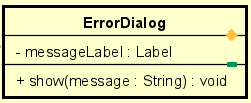 ErrorDialog
- messageLabel : Label
+ show(message : String) : void